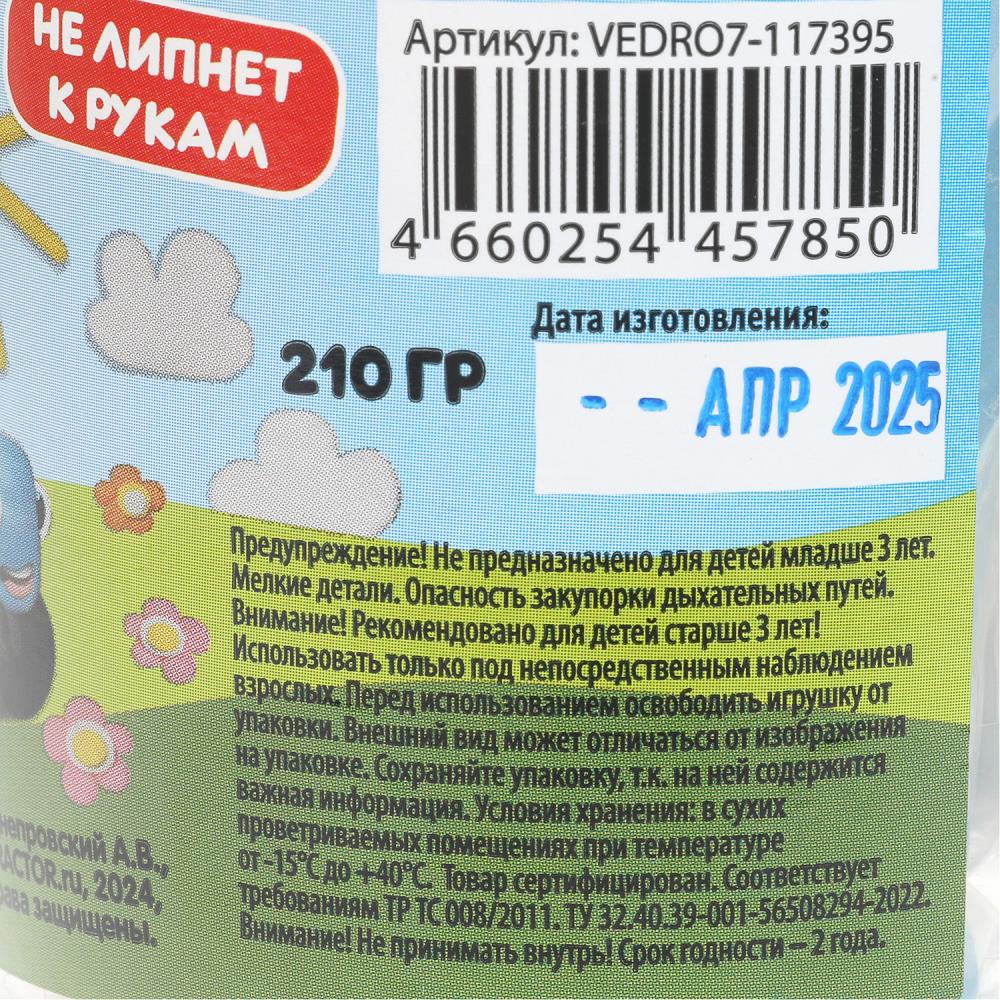 НЕ ЛИПНЕТ
К РУКАМ
Артикул: VEDRO7-117395
4 660254 457850
Дата изготовления:
210 ГР
- - АПР 2025
Предупреждение! Не предназначено для детей младше 3 лет.
Мелкие детали. Опасность закупорки дыхательных путей.
Внимание! Рекомендовано для детей старше 3 лет!
Использовать только под непосредственным наблюдением
взрослых. Перед использованием освободить игрушку от
упаковки. Внешний вид может отличаться от изображения
на упаковке. Сохраняйте упаковку, т.к. на ней содержится
важная информация. Условия хранения: в сухих
проветриваемых помещениях при температуре
от -15°С до +40°С. Товар сертифицирован. Соответствует
требованиям ТР ТС 008/2011. ТУ 32.40.39-001-56508294-2022.
Внимание! Не принимать внутрь! Срок годности – 2 года.
непровский А.В.,
ACTOR.ru, 2024,
рава защищены.